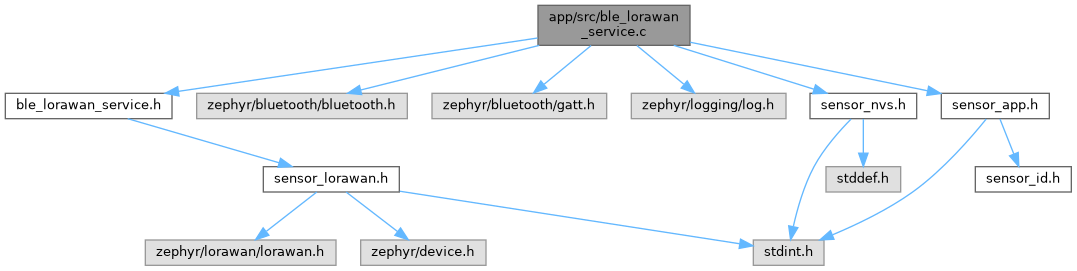 app/src/ble_lorawan
_service.c
ble_lorawan_service.h
zephyr/bluetooth/bluetooth.h
zephyr/bluetooth/gatt.h
zephyr/logging/log.h
sensor_nvs.h
sensor_app.h
sensor_lorawan.h
stddef.h
sensor_id.h
zephyr/lorawan/lorawan.h
zephyr/device.h
stdint.h